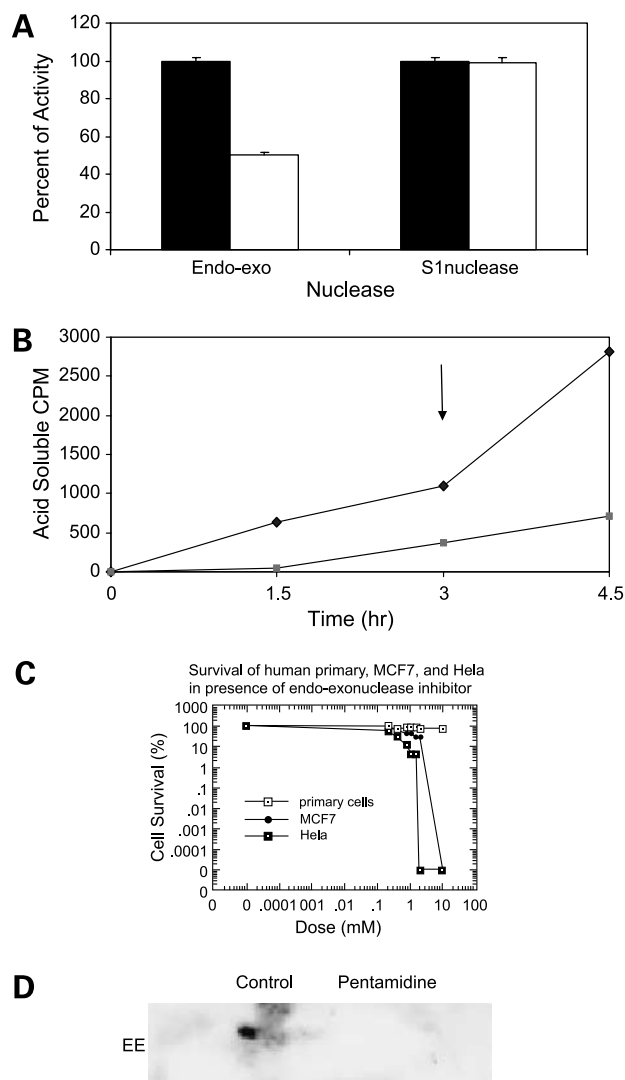 A
120
100
80
60
40
20
0
Percent of Activity
Endo-exo
S1nuclease
Nuclease
B
3000
2500
2000
1500
1000
500
0
Acid Soluble CPM
0
1.5
3
4.5
Time (hr)
C
Survival of human primary, MCF7, and Hela
in presence of endo-exonuclease inhibitor
1000
100
10
1
.1
.01
.001
.0001
0
Cell Survival (%)
primary cells
MCF7
Hela
0 0 .0001 001 .01 .1 1 10 100
Dose (mM)
D
Control Pentamidine
EE